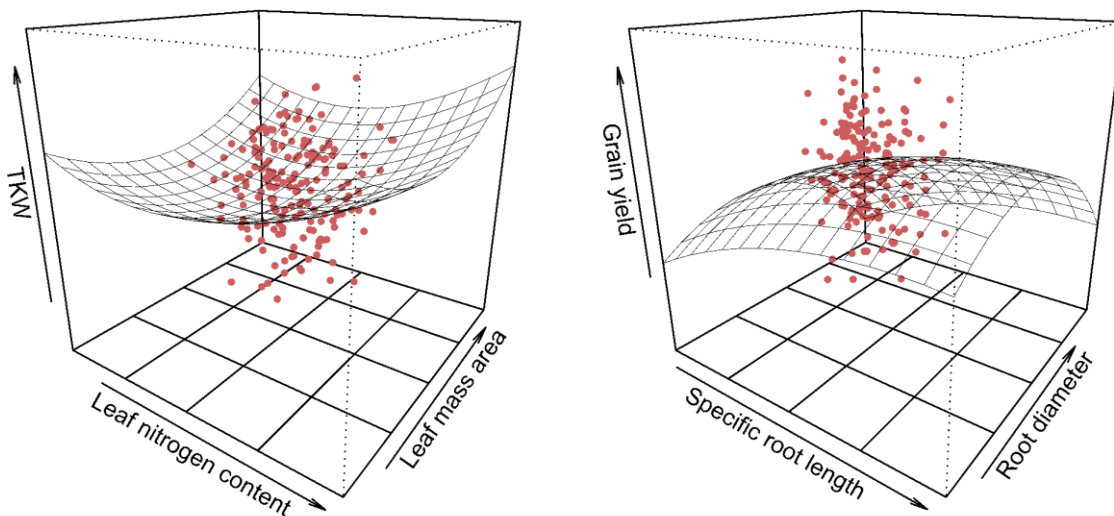 TKW
Leaf nitrogen content
Leaf mass area
Grain yield
Specific root length
Root diameter